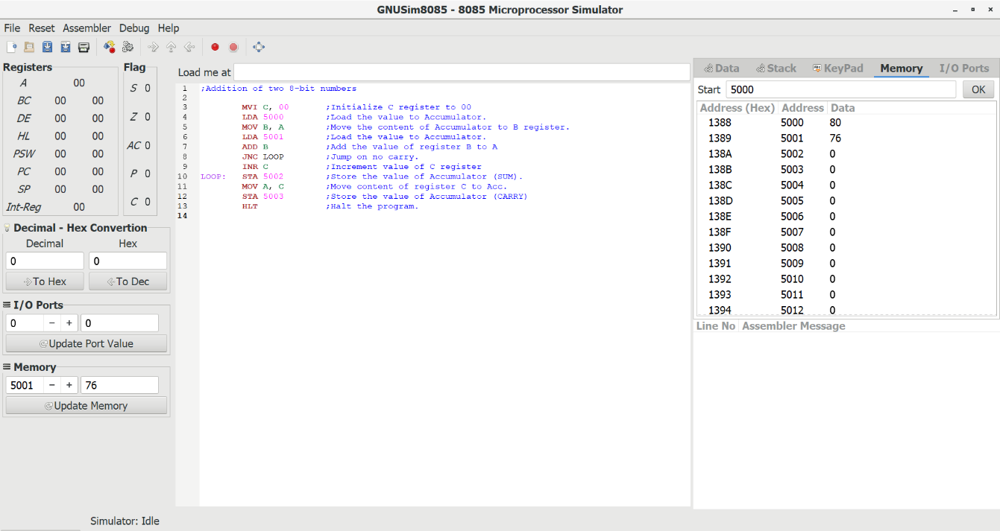 GNUSim8085 - 8085 Microprocessor Simulator
File Reset Assembler Debug Help
Registers
A 00
BC 00 00
DE 00 00
HL 00 00
PSW 00 00
PC 00 00
SP 00 00
Int-Reg 00
Flag
S 0
Z 0
AC 0
P 0
C 0
Decimal - Hex Convertion
Decimal Hex
0 0
To Hex To Dec
I/O Ports
0 - + 0
Update Port Value
Memory
5001 - + 76
Update Memory
Load me at
1 ;Addition of two 8-bit numbers
2
3 MVI C, 00 ;Initialize C register to 00
4 LDA 5000 ;Load the value to Accumulator.
5 MOV B, A ;Move the content of Accumulator to B register.
6 LDA 5001 ;Load the value to Accumulator.
7 ADD B ;Add the value of register B to A
8 JNC LOOP ;Jump on no carry.
9 INR C ;Increment value of C register
10 LOOP: STA 5002 ;Store the value of Accumulator (SUM).
11 MOV A, C ;Move content of register C to Acc.
12 STA 5003 ;Store the value of Accumulator (CARRY)
13 HLT ;Halt the program.
14
Data Stack KeyPad Memory I/O Ports
Start 5000 OK
Address (Hex) Address Data
1388 5000 80
1389 5001 76
138A 5002 0
138B 5003 0
138C 5004 0
138D 5005 0
138E 5006 0
138F 5007 0
1390 5008 0
1391 5009 0
1392 5010 0
1393 5011 0
1394 5012 0
Line No Assembler Message
Simulator: Idle